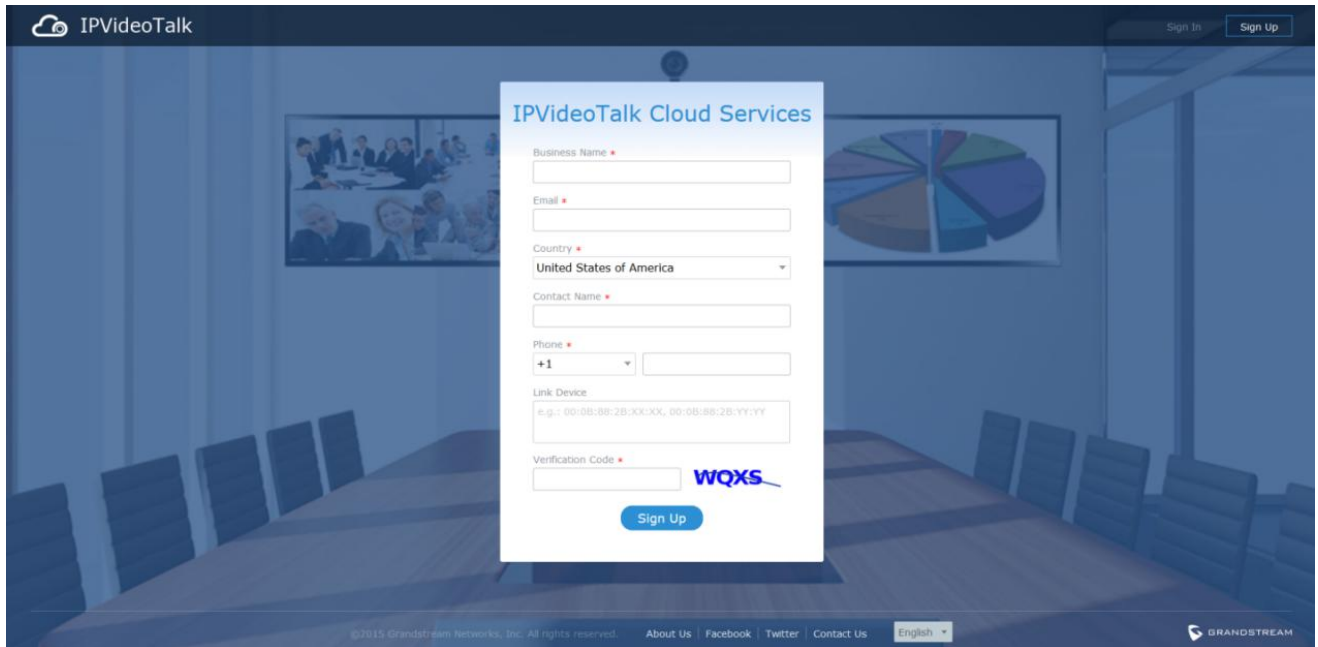 IPVideoTalk
Sign In
Sign Up
IPVideoTalk Cloud Services
Business Name *
Email *
Country *
United States of America
Contact Name *
Phone *
+1
Link Device
e.g.: 00:0B:88:2B:XX:XX, 00:0B:88:2B:YY:YY
Verification Code *
WQXS
Sign Up
©2015 Grandstream Networks, Inc. All rights reserved. About Us | Facebook | Twitter | Contact Us English
GRANDSTREAM